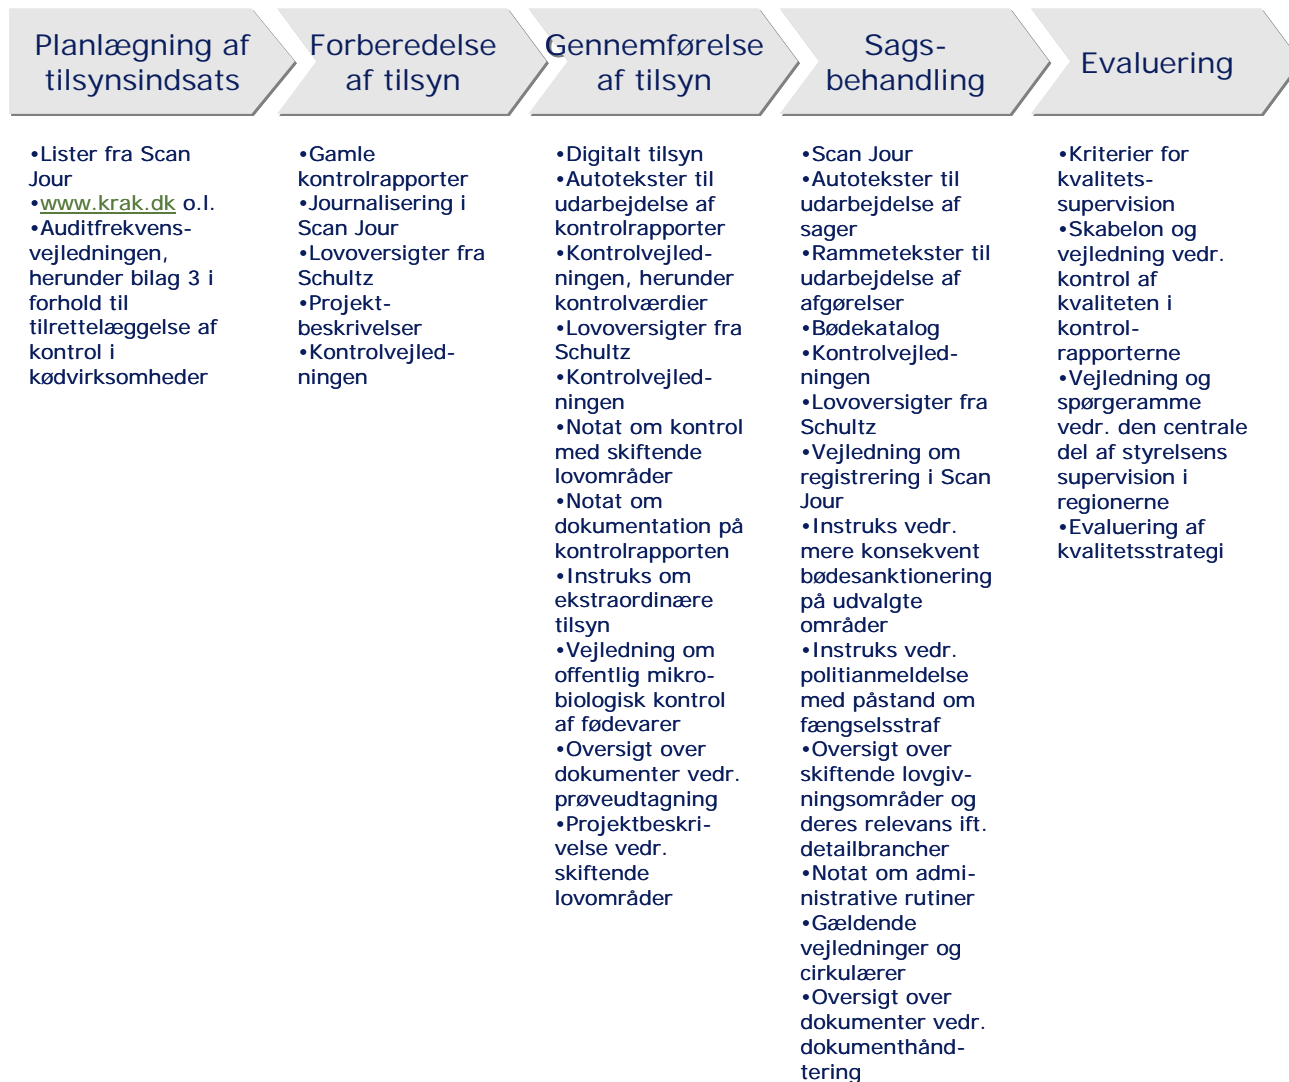 Planlægning af
tilsynsindsats
Forberedelse
af tilsyn
Gennemførelse
af tilsyn
Sags-
behandling
Evaluering
•Lister fra Scan
Jour
•www.krak.dk o.l.
•Auditfrekvens-
vejledningen,
herunder bilag 3 i
forhold til
tilrettelæggelse af
kontrol i
kødvirksomheder
•Gamle
kontrolrapporter
•Journalisering i
Scan Jour
•Lovoversigter fra
Schultz
•Projekt-
beskrivelser
•Kontrolvejled-
ningen
•Digitalt tilsyn
•Autotekster til
udarbejdelse af
kontrolrapporter
•Kontrolvejled-
ningen, herunder
kontrolværdier
•Lovoversigter fra
Schultz
•Kontrolvejled-
ningen
•Notat om kontrol
med skiftende
lovområder
•Notat om
dokumentation på
kontrolrapporten
•Instruks om
ekstraordinære
tilsyn
•Vejledning om
offentlig mikro-
biologisk kontrol
af fødevarer
•Oversigt over
dokumenter vedr.
prøveudtagning
•Projektbeskri-
velse vedr.
skiftende
lovområder
•Scan Jour
•Autotekster til
udarbejdelse af
sager
•Rammetekster til
udarbejdelse af
afgørelser
•Bødekatalog
•Kontrolvejled-
ningen
•Lovoversigter fra
Schultz
•Vejledning om
registrering i Scan
Jour
•Instruks vedr.
mere konsekvent
bødesanktionering
på udvalgte
områder
•Instruks vedr.
politianmeldelse
med påstand om
fængselsstraf
•Oversigt over
skiftende lovgiv-
ningsområder og
deres relevans ift.
detailbrancher
•Notat om admi-
nistrative rutiner
•Gældende
vejledninger og
cirkulærer
•Oversigt over
dokumenter vedr.
dokumenthånd-
tering
•Kriterier for
kvalitets-
supervision
•Skabelon og
vejledning vedr.
kontrol af
kvaliteten i
kontrol-
rapporterne
•Vejledning og
spørgeramme
vedr. den centrale
del af styrelsens
supervision i
regionerne
•Evaluering af
kvalitetsstrategi